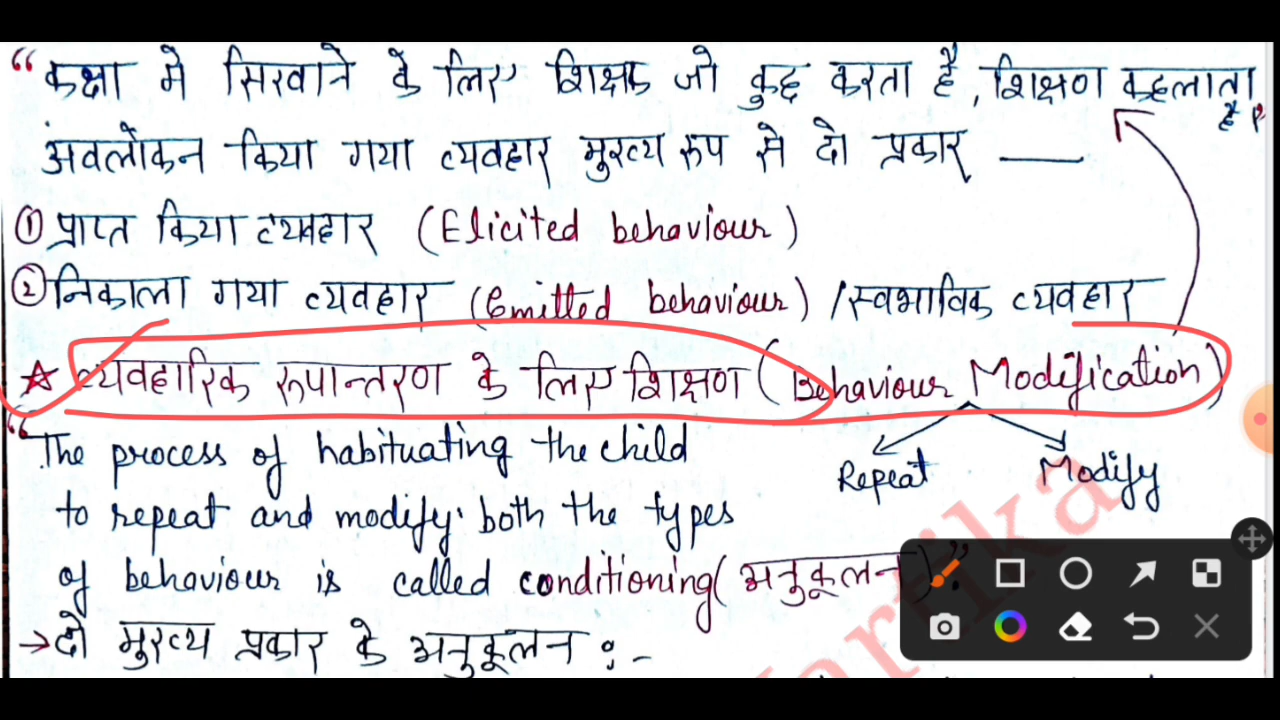 “ कक्षा में सिखाने के लिए शिक्षक जो कुछ करता है, शिक्षण कहलाता है।”
अवलोकन किया गया व्यवहार मुख्य रूप से दो प्रकार —
① प्राप्त किया व्यवहार (Elicited behaviour)
② निकाला गया व्यवहार (Emitted behaviour) / स्वभाविक व्यवहार
☆ व्यवहारिक रूपान्तरण के लिए शिक्षण (Behaviour Modification)
Repeat Modify
“The process of habituating the child
to repeat and modify both the types
of behaviour is called conditioning (अनुकूलन)”
→ दो मुख्य प्रकार के अनुकूलन :-